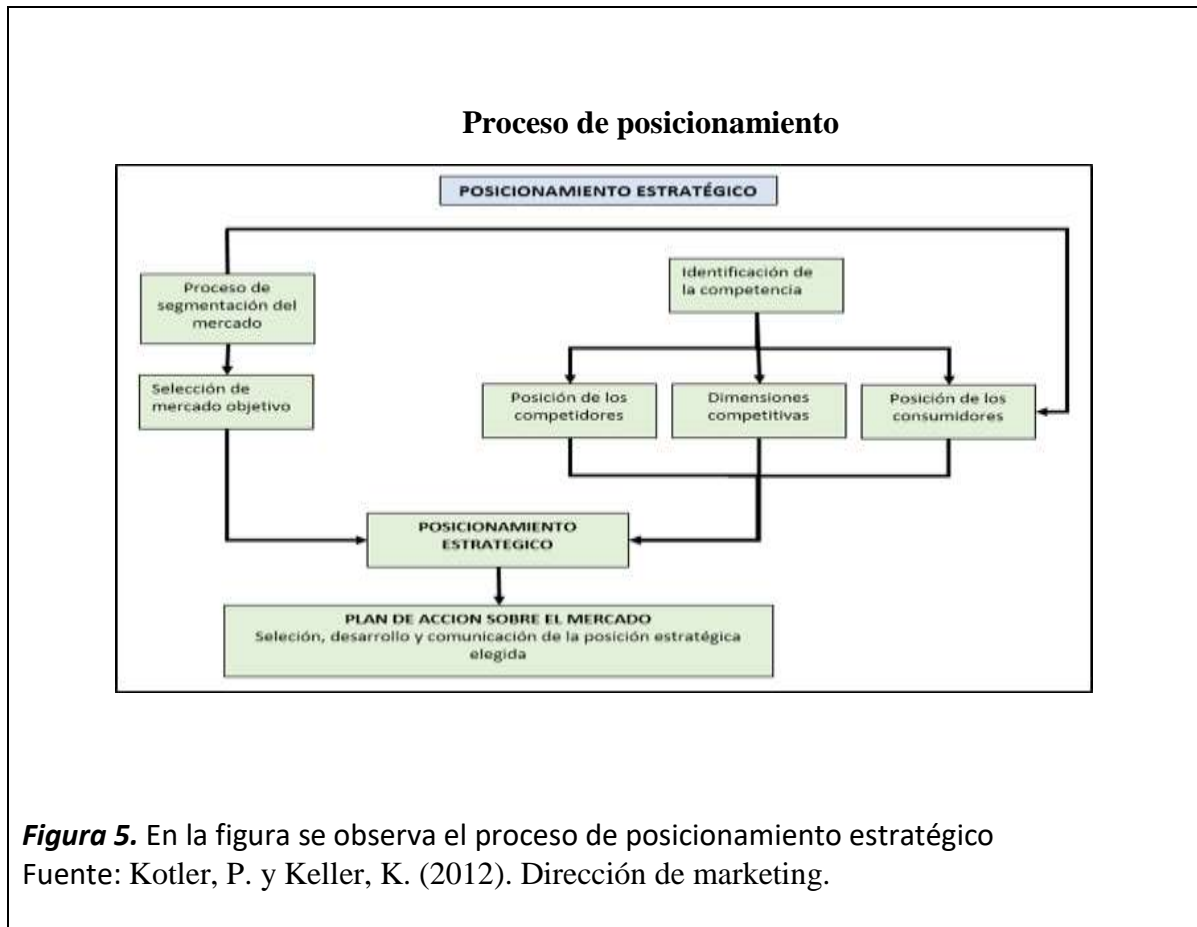 Proceso de posicionamiento
POSICIONAMIENTO ESTRATÉGICO
Proceso de
segmentación del
mercado
Identificación de
la competencia
Selección de
mercado objetivo
Posición de los
competidores
Dimensiones
competitivas
Posición de los
consumidores
POSICIONAMIENTO
ESTRATEGICO
PLAN DE ACCION SOBRE EL MERCADO
Seleción, desarrollo y comunicación de la posición estratégica
elegida
Figura 5. En la figura se observa el proceso de posicionamiento estratégico
Fuente: Kotler, P. y Keller, K. (2012). Dirección de marketing.